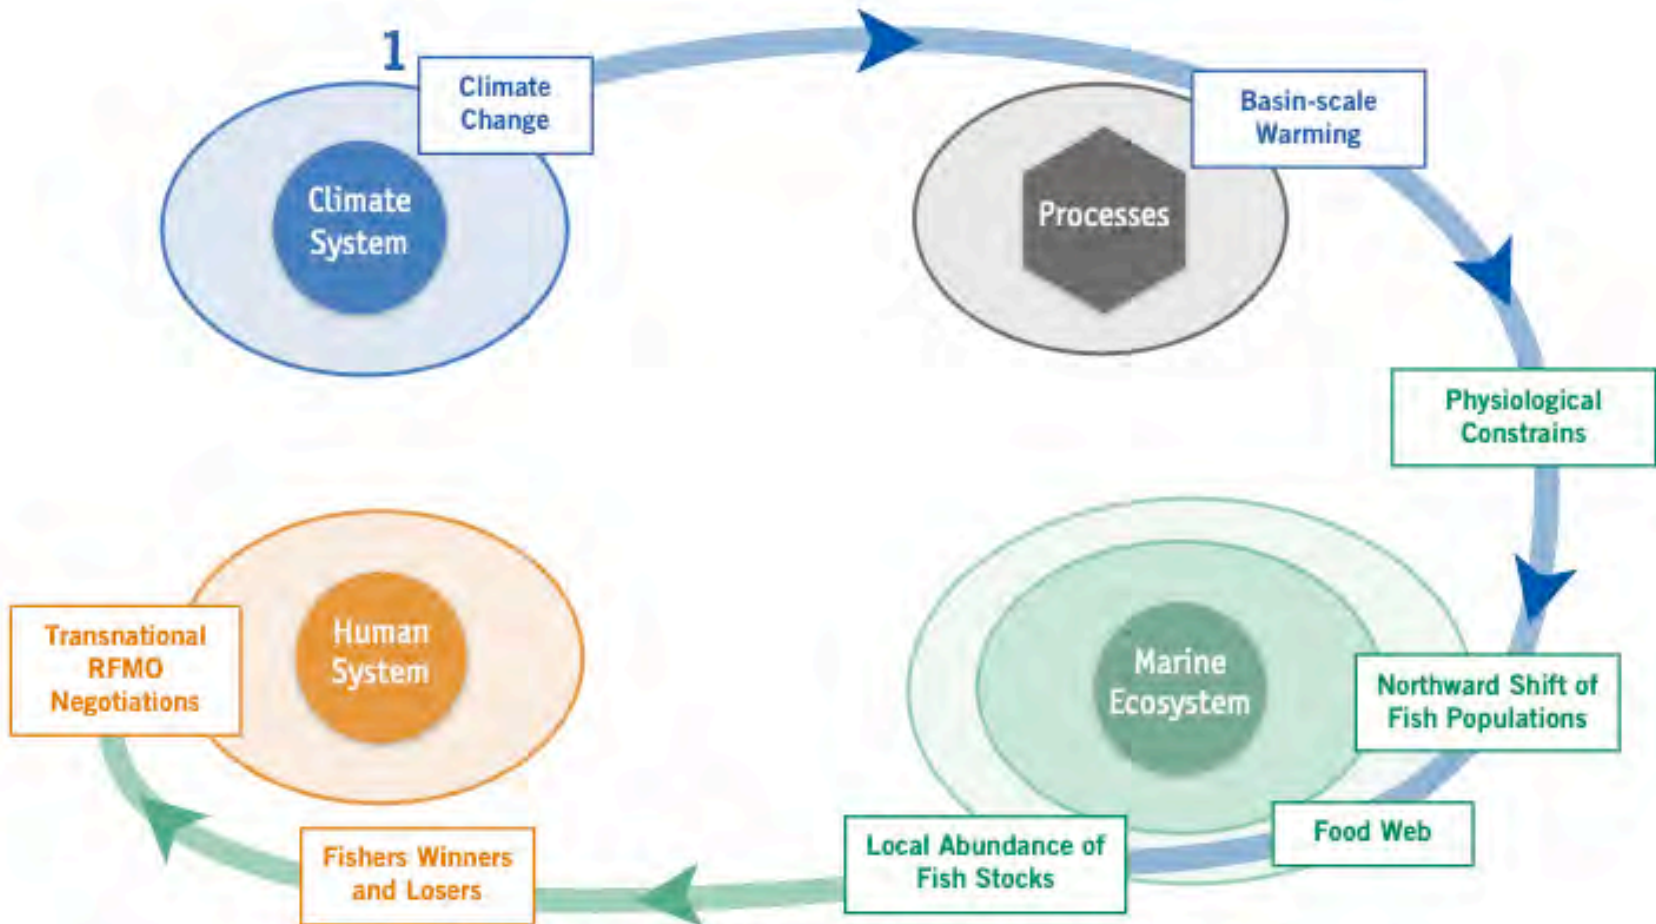 1
Climate
Change
Basin-scale
Warming
Climate
System
Processes
Physiological
Constrains
Transnational
RFMO
Negotiations
Human
System
Marine
Ecosystem
Northward Shift of
Fish Populations
Food Web
Local Abundance of
Fish Stocks
Fishers Winners
and Losers